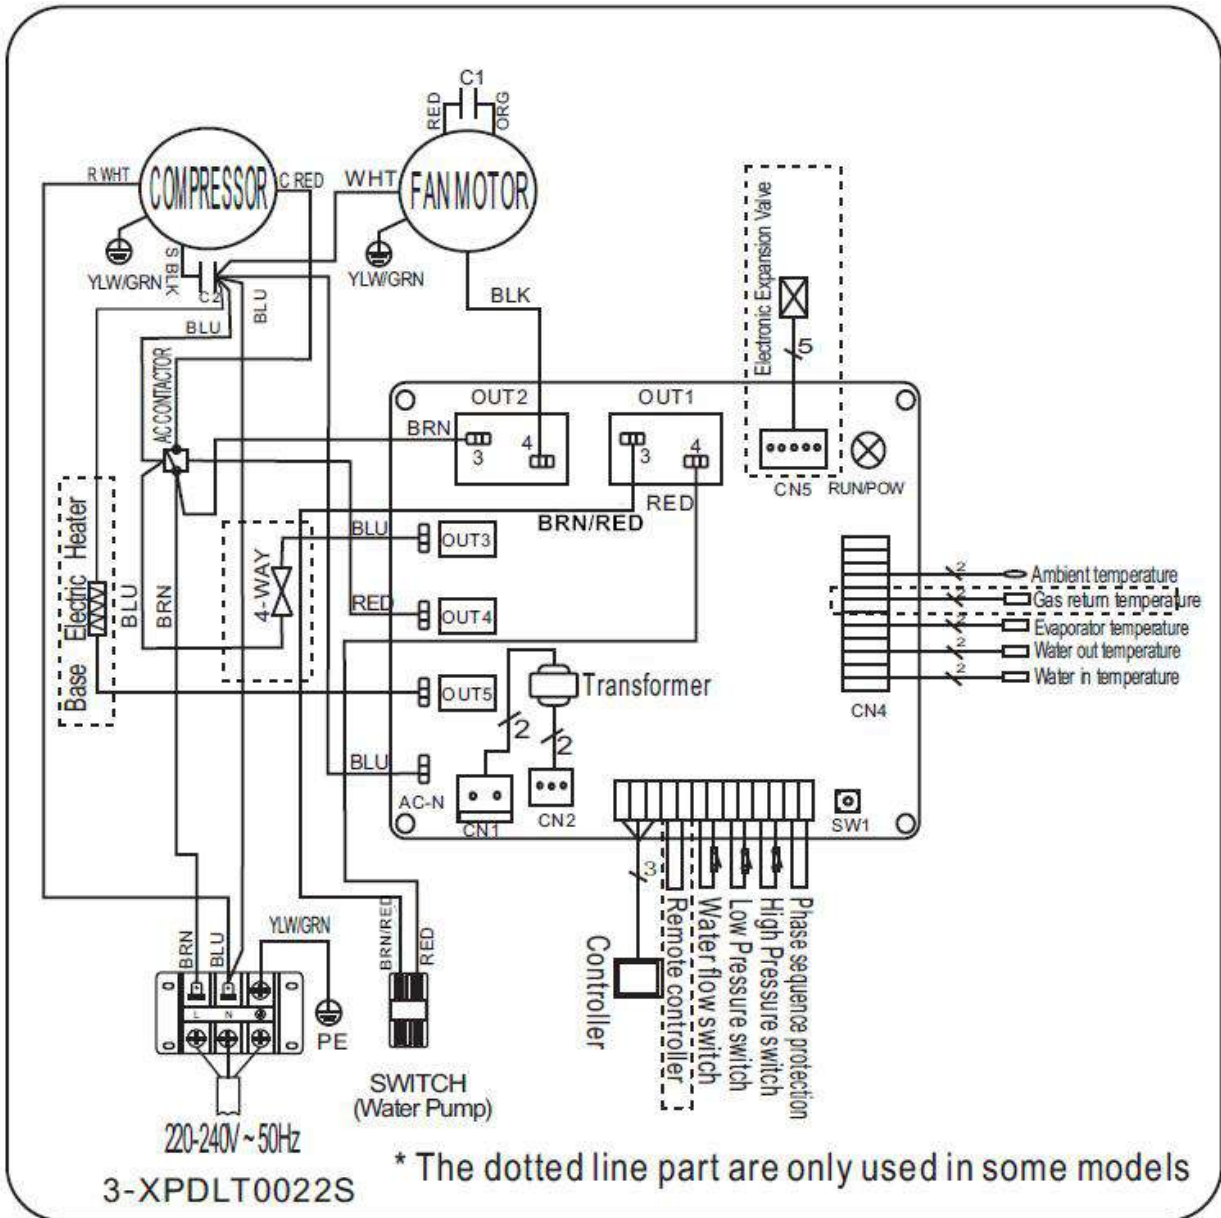 C1
RED
ORG
R WHT
COMPRESSOR
C RED
WHT
FAN MOTOR
YLW/GRN
S BLK
C2
YLW/GRN
BLU
BLU
BLK
Electronic Expansion Valve
5
AC CONTACTOR
OUT2
OUT1
BRN
3
4
3
4
CN5
RUN/POW
RED
BRN/RED
Base Electric Heater
BLU
BRN
4-WAY
BLU
OUT3
RED
OUT4
OUT5
Transformer
2
2
BLU
AC-N
CN1
CN2
2
Ambient temperature
2
Gas return temperature
2
Evaporator temperature
2
Water out temperature
2
Water in temperature
CN4
SW1
3
Controller
Remote controller
Water flow switch
Low Pressure switch
High Pressure switch
Phase sequence protection
BRN
BLU
YLW/GRN
BRN/RED
RED
L
N
PE
SWITCH
(Water Pump)
220-240V ~ 50Hz
3-XPDLT0022S
* The dotted line part are only used in some models